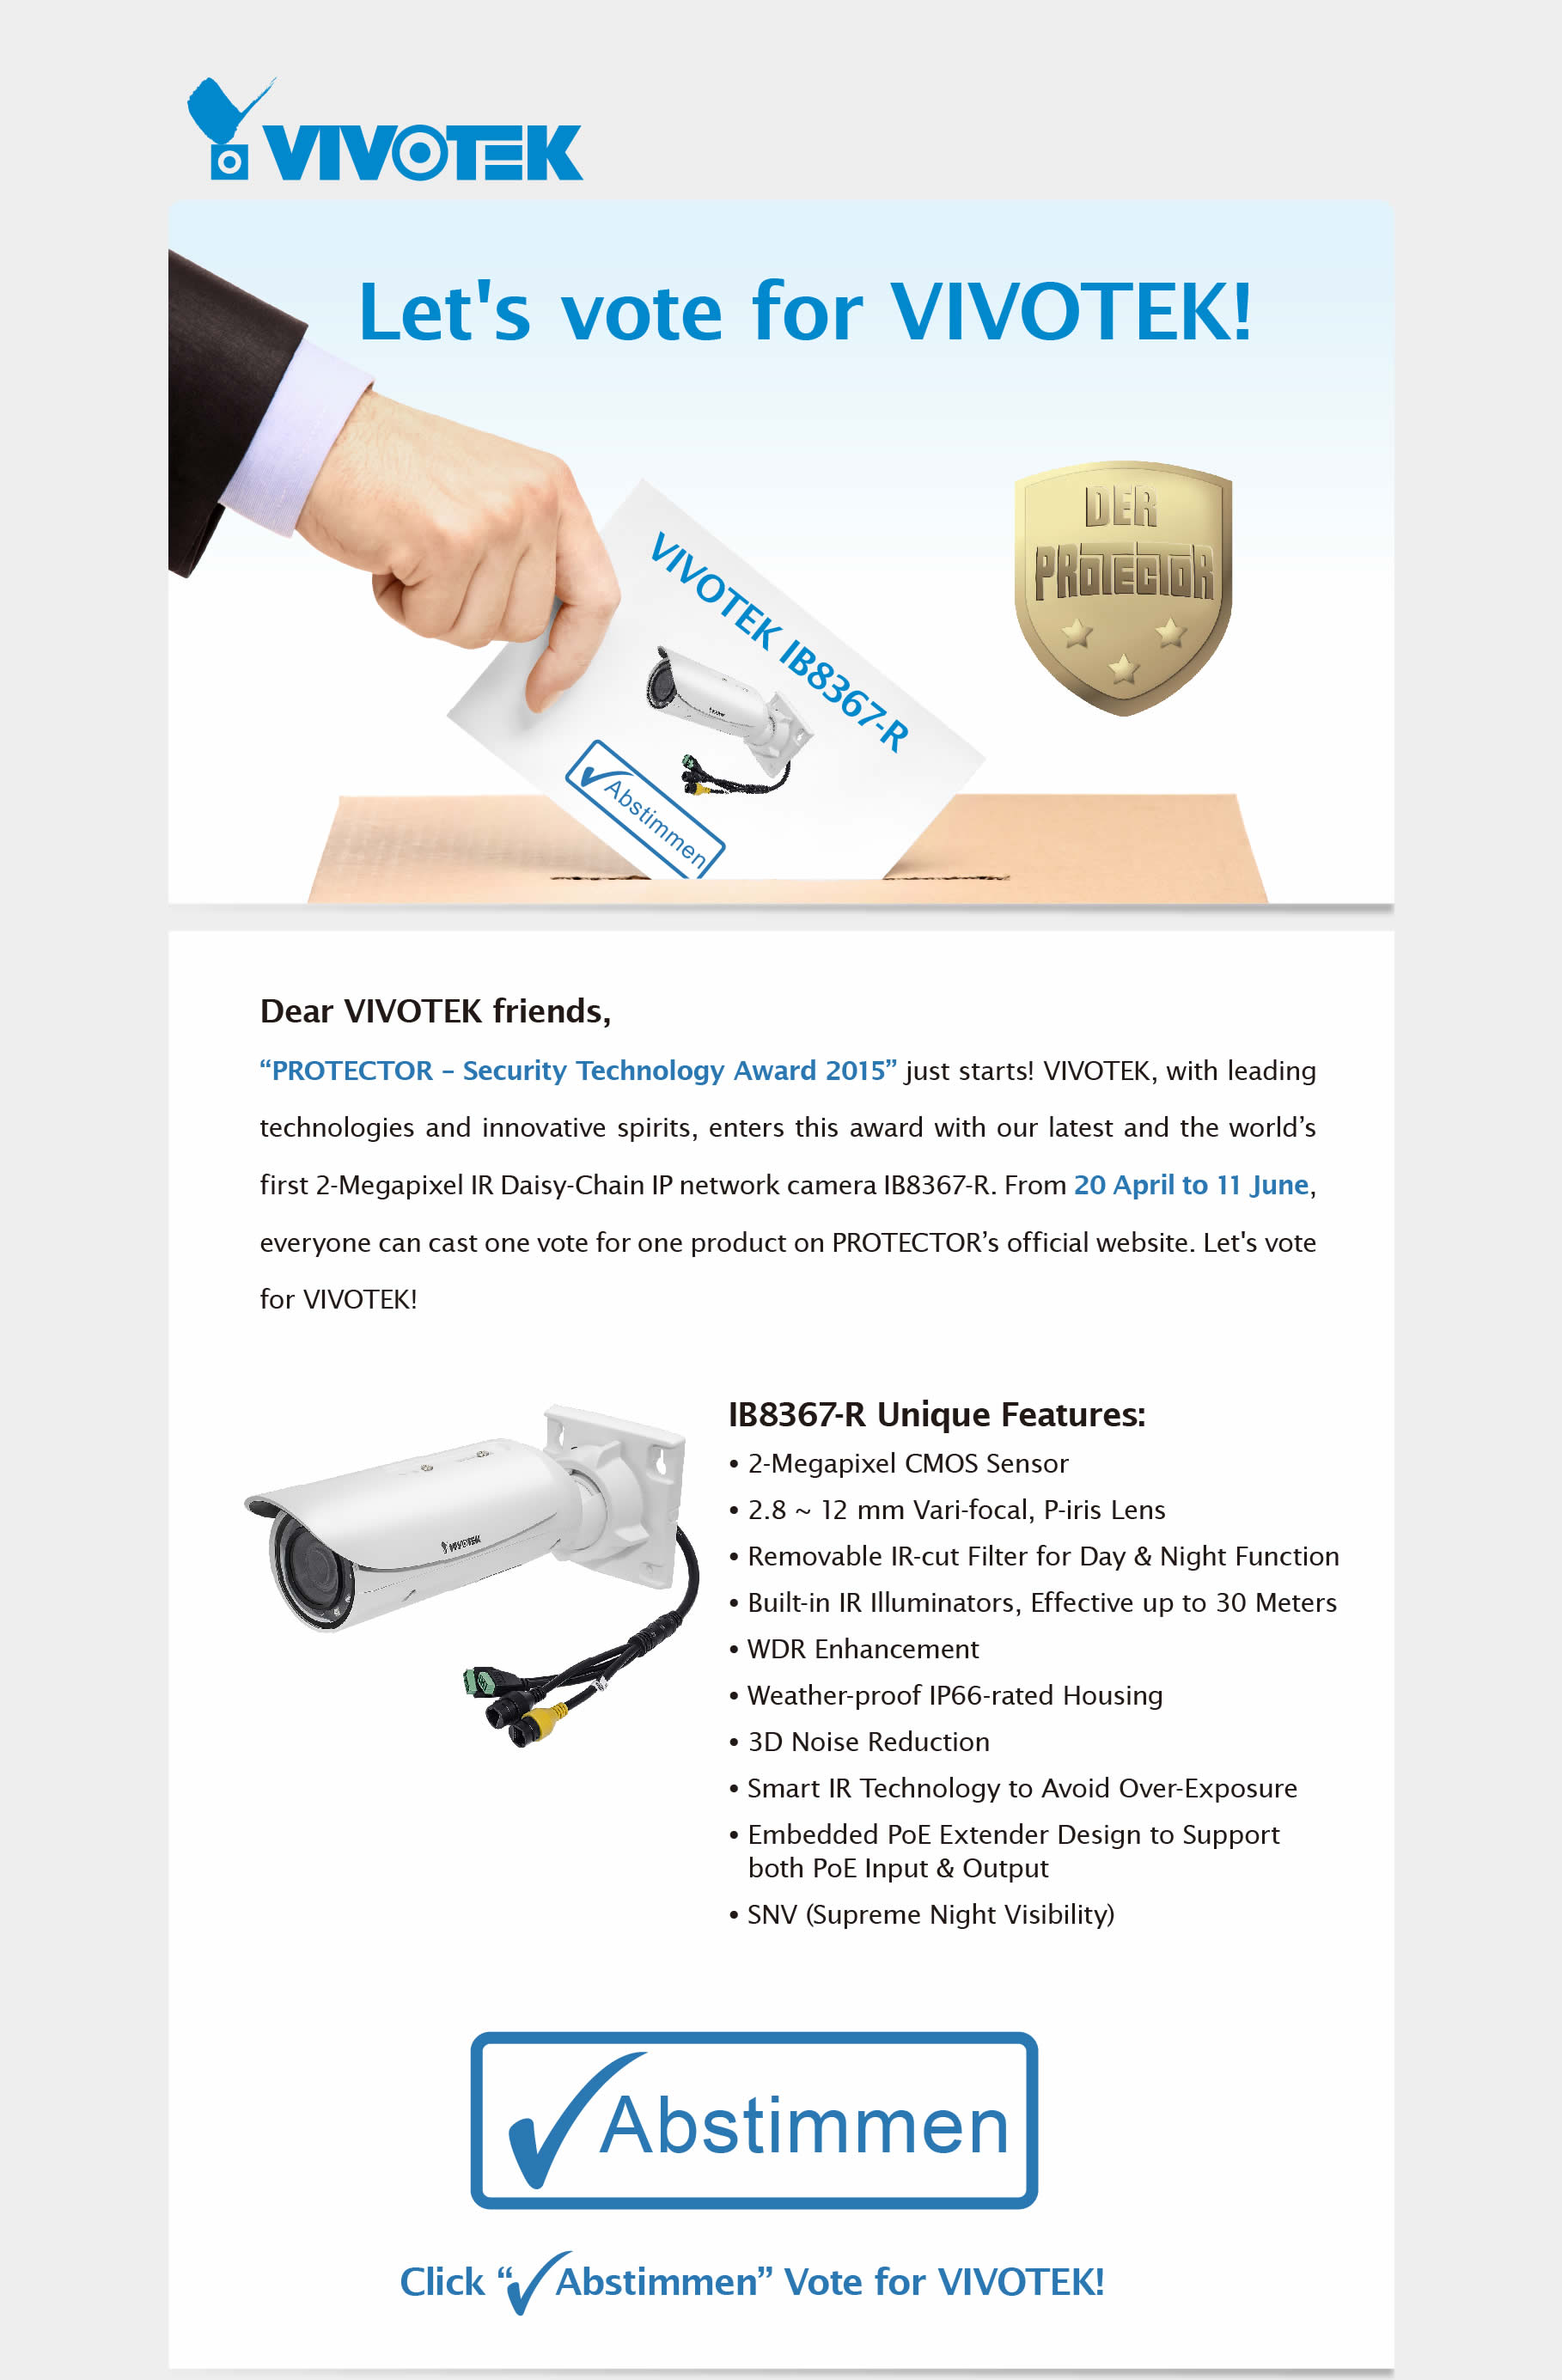 VIVOTEK
Let's vote for VIVOTEK!
DER
PROTECTOR
VIVOTEK IB8367-R
Abstimmen
Dear VIVOTEK friends,
“PROTECTOR – Security Technology Award 2015” just starts! VIVOTEK, with leading
technologies and innovative spirits, enters this award with our latest and the world’s
first 2-Megapixel IR Daisy-Chain IP network camera IB8367-R. From 20 April to 11 June,
everyone can cast one vote for one product on PROTECTOR’s official website. Let's vote
for VIVOTEK!
IB8367-R Unique Features:
• 2-Megapixel CMOS Sensor
• 2.8 ~ 12 mm Vari-focal, P-iris Lens
• Removable IR-cut Filter for Day & Night Function
• Built-in IR Illuminators, Effective up to 30 Meters
• WDR Enhancement
• Weather-proof IP66-rated Housing
• 3D Noise Reduction
• Smart IR Technology to Avoid Over-Exposure
• Embedded PoE Extender Design to Support
both PoE Input & Output
• SNV (Supreme Night Visibility)
VIVOTEK
Abstimmen
Click “✓Abstimmen” Vote for VIVOTEK!